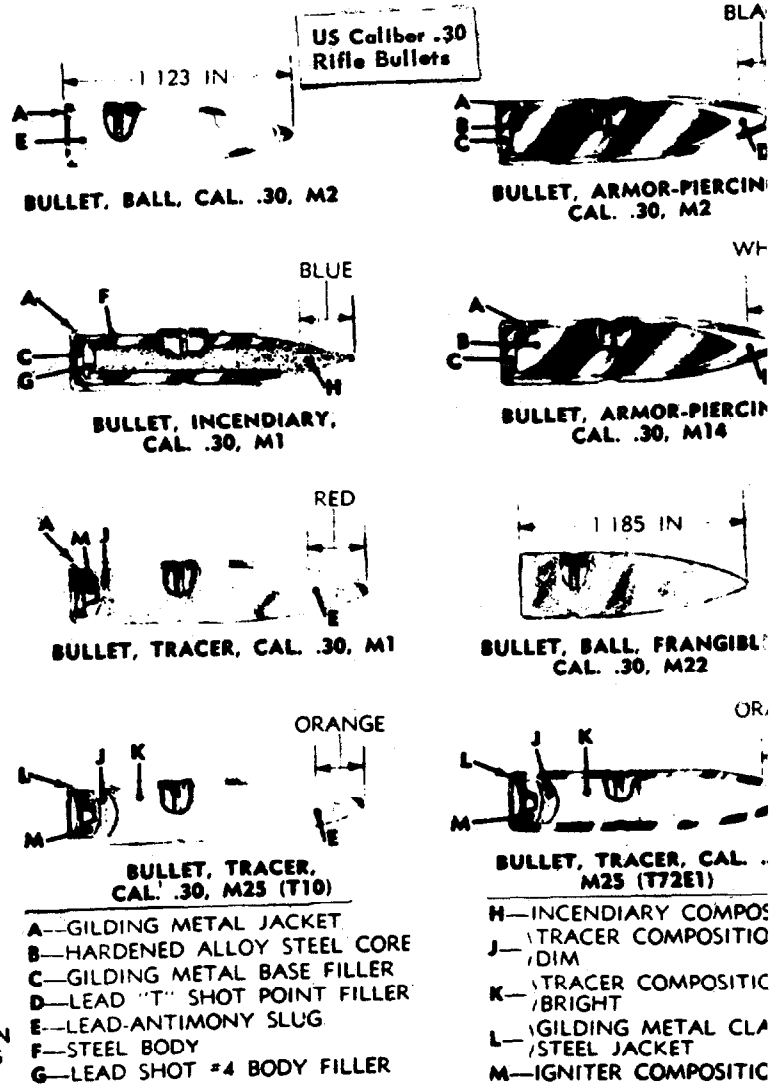 US Caliber .30
Rifle Bullets
1 123 IN
A
E
BULLET, BALL, CAL. .30, M2
BLA
A
B
C
D
BULLET, ARMOR-PIERCIN
CAL. .30, M2
BLUE
A
F
C
G
H
BULLET, INCENDIARY,
CAL. .30, M1
WH
A
B
C
BULLET, ARMOR-PIERCIN
CAL. .30, M14
RED
A
M
J
E
BULLET, TRACER, CAL. .30, M1
1 185 IN
BULLET, BALL, FRANGIBL
CAL. .30, M22
ORANGE
L
J
K
M
E
BULLET, TRACER,
CAL. .30, M25 (T10)
ORA
L
J
K
M
BULLET, TRACER, CAL. .
M25 (T72E1)
A—GILDING METAL JACKET
B—HARDENED ALLOY STEEL CORE
C—GILDING METAL BASE FILLER
D—LEAD "T" SHOT POINT FILLER
E—LEAD-ANTIMONY SLUG
F—STEEL BODY
G—LEAD SHOT #4 BODY FILLER
H—INCENDIARY COMPOS
J—TRACER COMPOSITIO
DIM
K—TRACER COMPOSITIO
BRIGHT
L—GILDING METAL CLA
STEEL JACKET
M—IGNITER COMPOSITIO